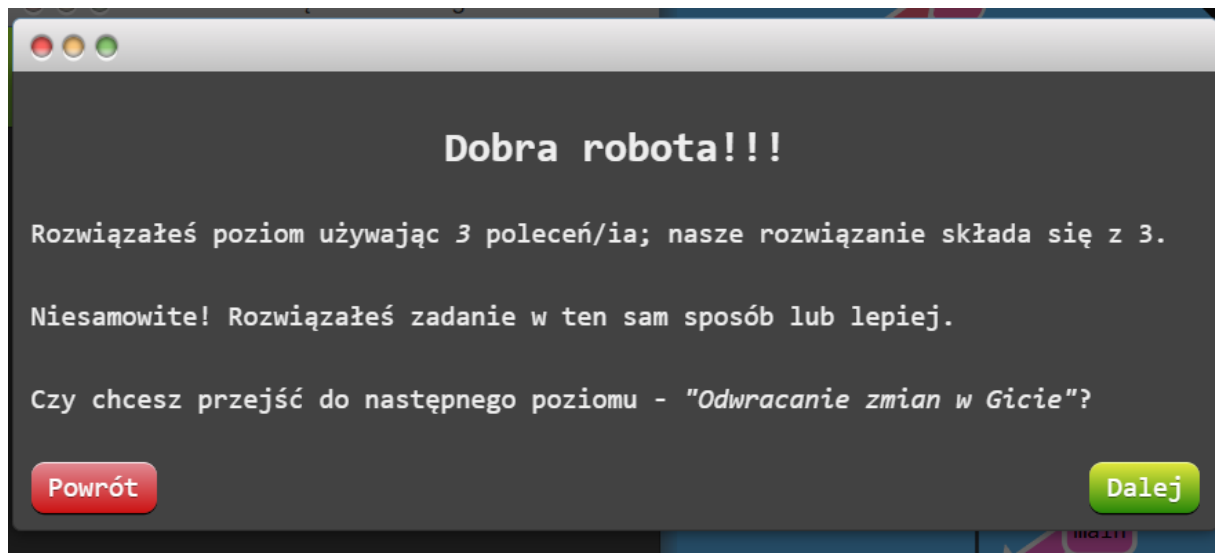 Dobra robota!!!
Rozwiązałeś poziom używając 3 poleceń/ia; nasze rozwiązanie składa się z 3.
Niesamowite! Rozwiązałeś zadanie w ten sam sposób lub lepiej.
Czy chcesz przejść do następnego poziomu - "Odwracanie zmian w Gicie"?
Powrót
Dalej
main